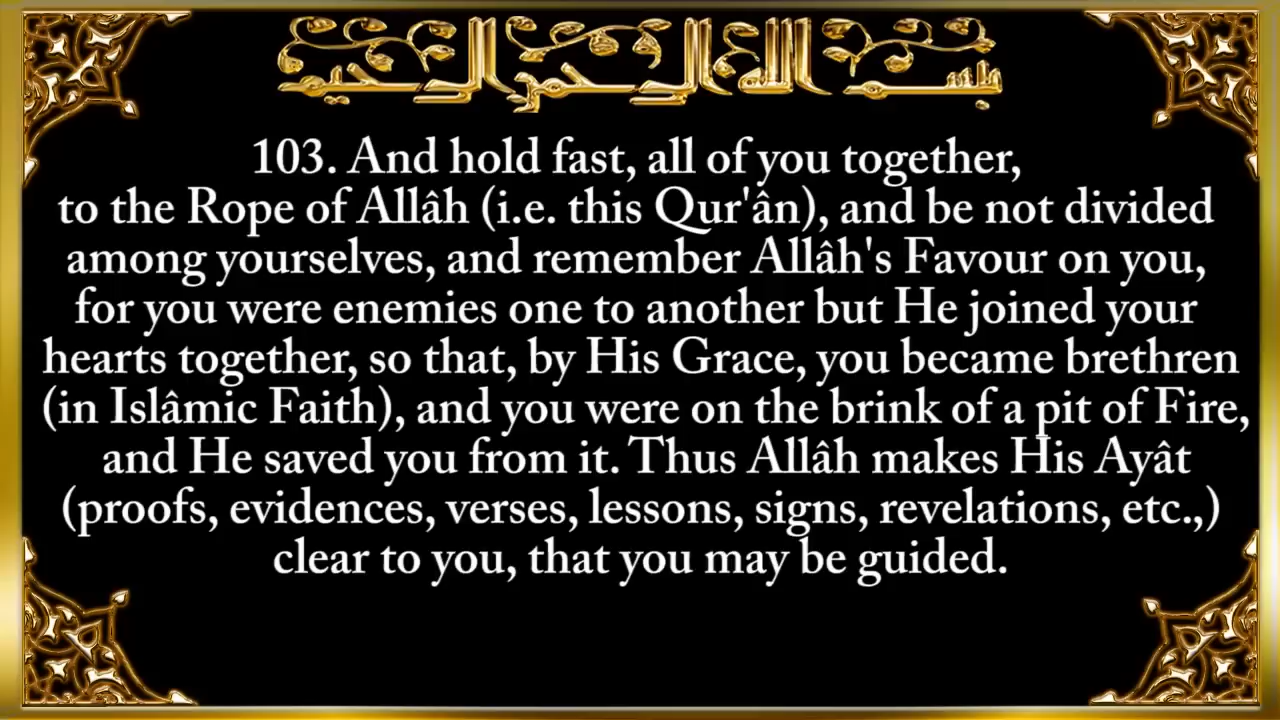 بسم الله الرحمن الرحيم
103. And hold fast, all of you together,
to the Rope of Allâh (i.e. this Qur'ân), and be not divided
among yourselves, and remember Allâh's Favour on you,
for you were enemies one to another but He joined your
hearts together, so that, by His Grace, you became brethren
(in Islâmic Faith), and you were on the brink of a pit of Fire,
and He saved you from it. Thus Allâh makes His Ayât
(proofs, evidences, verses, lessons, signs, revelations, etc.,)
clear to you, that you may be guided.